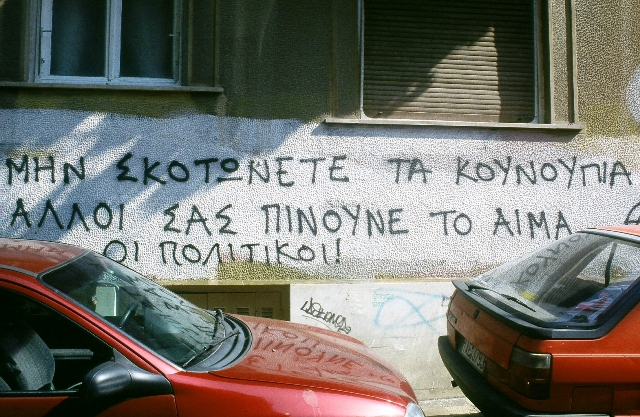 ΜΗΝ ΣΚΟΤΩΝΕΤΕ ΤΑ ΚΟΥΝΟΥΠΙΑ
ΑΛΛΟΙ ΣΑΣ ΠΙΝΟΥΝΕ ΤΟ ΑΙΜΑ
ΟΙ ΠΟΛΙΤΙΚΟΙ!